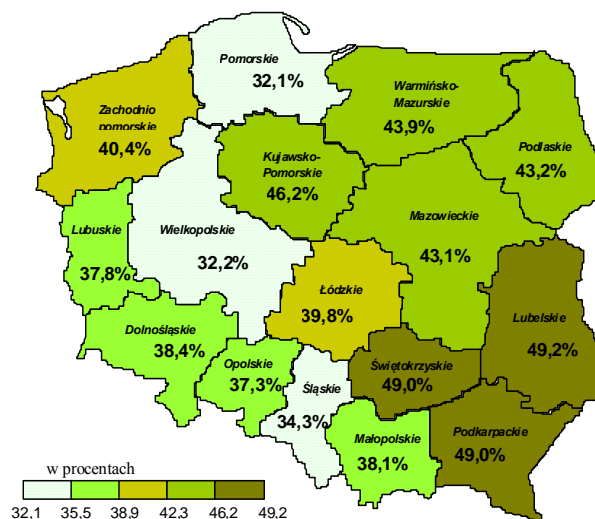 Pomorskie
32,1%
Warmińsko-
Mazurskie
43,9%
Zachodnio
pomorskie
40,4%
Podlaskie
43,2%
Kujawsko-
Pomorskie
46,2%
Mazowieckie
43,1%
Lubuskie
37,8%
Wielkopolskie
32,2%
Łódzkie
39,8%
Lubelskie
49,2%
Dolnośląskie
38,4%
Opolskie
37,3%
Śląskie
34,3%
Świętokrzyskie
49,0%
Małopolskie
38,1%
Podkarpackie
49,0%
w procentach
32,1 35,5 38,9 42,3 46,2 49,2